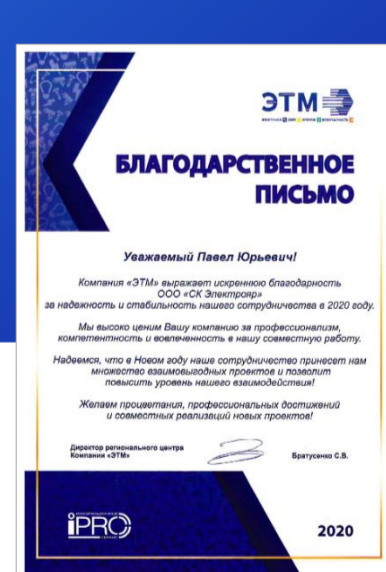 ЭТМ
БЛАГОДАРСТВЕННОЕ
ПИСЬМО
Уважаемый Павел Юрьевич!
Компания «ЭТМ» выражает искреннюю благодарность
ООО «СК Электрояр»
за надежность и стабильность нашего сотрудничества в 2020 году.
Мы высоко ценим Вашу компанию за профессионализм,
компетентность и вовлеченность в нашу совместную работу.
Надеемся, что в Новом году наше сотрудничество принесет нам
множество взаимовыгодных проектов и позволит
повысить уровень нашего взаимодействия!
Желаем процветания, профессиональных достижений
и совместных реализаций новых проектов!
Директор регионального центра
Компании «ЭТМ»
Братусенко С.В.
iPRO
2020